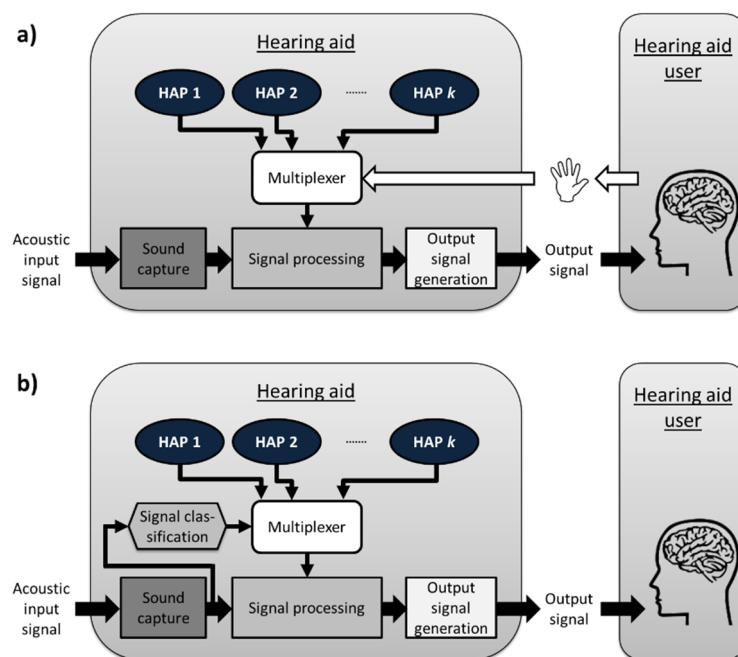 a)
Hearing aid
Hearing aid
user
HAP 1
HAP 2
.......
HAP k
Multiplexer
Acoustic
input
signal
Sound
capture
Signal processing
Output
signal
generation
Output
signal
b)
Hearing aid
Hearing aid
user
HAP 1
HAP 2
.......
HAP k
Signal clas-
sification
Multiplexer
Acoustic
input
signal
Sound
capture
Signal processing
Output
signal
generation
Output
signal